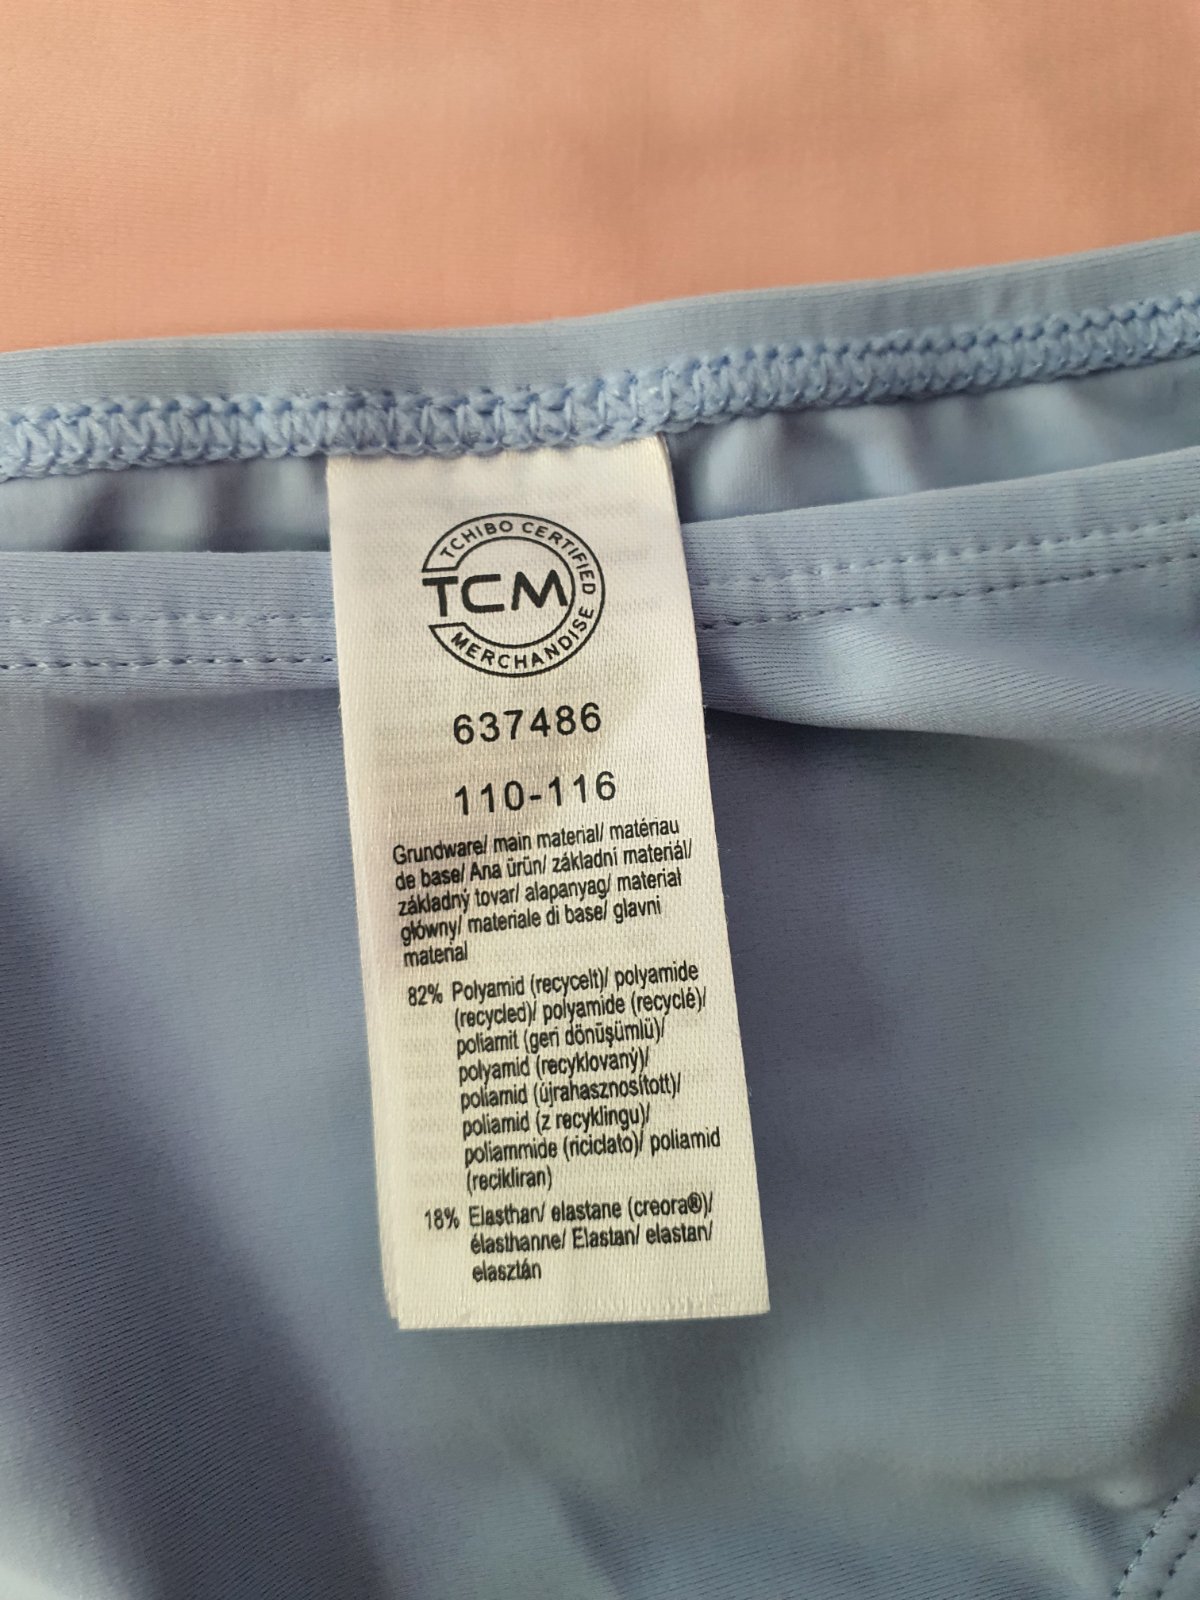 TCHIBO CERTIFIED
TCM
MERCHANDISE
637486
110-116
Grundware/ main material/ matériau
de base/ Ana ürün/ základní materiál/
základný tovar/ alapanyag/ materiał
główny/ materiale di base/ glavni
material
82% Polyamid (recycelt)/ polyamide
(recycled)/ polyamide (recyclé)/
poliamit (geri dönüşümlü)/
polyamid (recyklovaný)/
poliamid (újrahasznosított)/
poliamid (z recyklingu)/
poliammide (riciclato)/ poliamid
(recikliran)
18% Elasthan/ elastane (creora®)/
élasthanne/ Elastan/ elastan/
elasztán